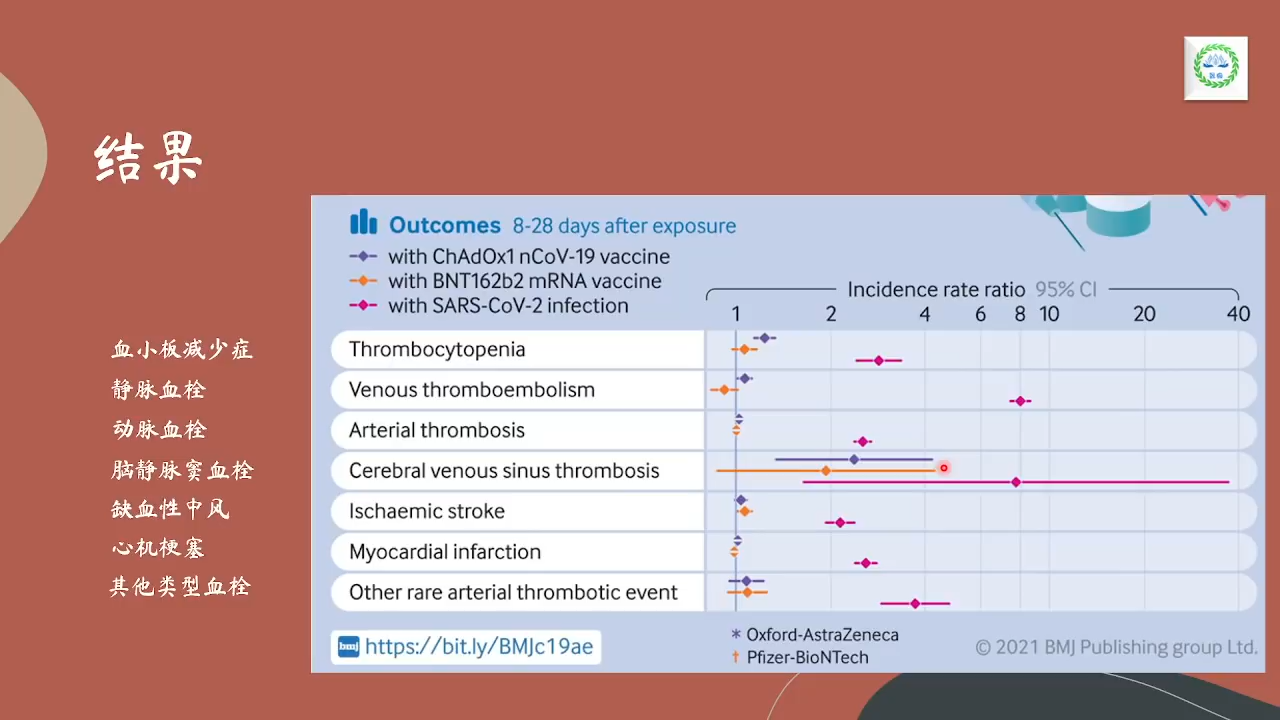 结果
Outcomes 8-28 days after exposure
with ChAdOx1 nCoV-19 vaccine
with BNT162b2 mRNA vaccine
with SARS-CoV-2 infection
Incidence rate ratio 95% CI
1 2 4 6 8 10 20 40
血小板减少症
静脉血栓
动脉血栓
脑静脉窦血栓
缺血性中风
心机梗塞
其他类型血栓
Thrombocytopenia
Venous thromboembolism
Arterial thrombosis
Cerebral venous sinus thrombosis
Ischaemic stroke
Myocardial infarction
Other rare arterial thrombotic event
bmj https://bit.ly/BMJc19ae
* Oxford-AstraZeneca
† Pfizer-BioNTech
© 2021 BMJ Publishing group Ltd.